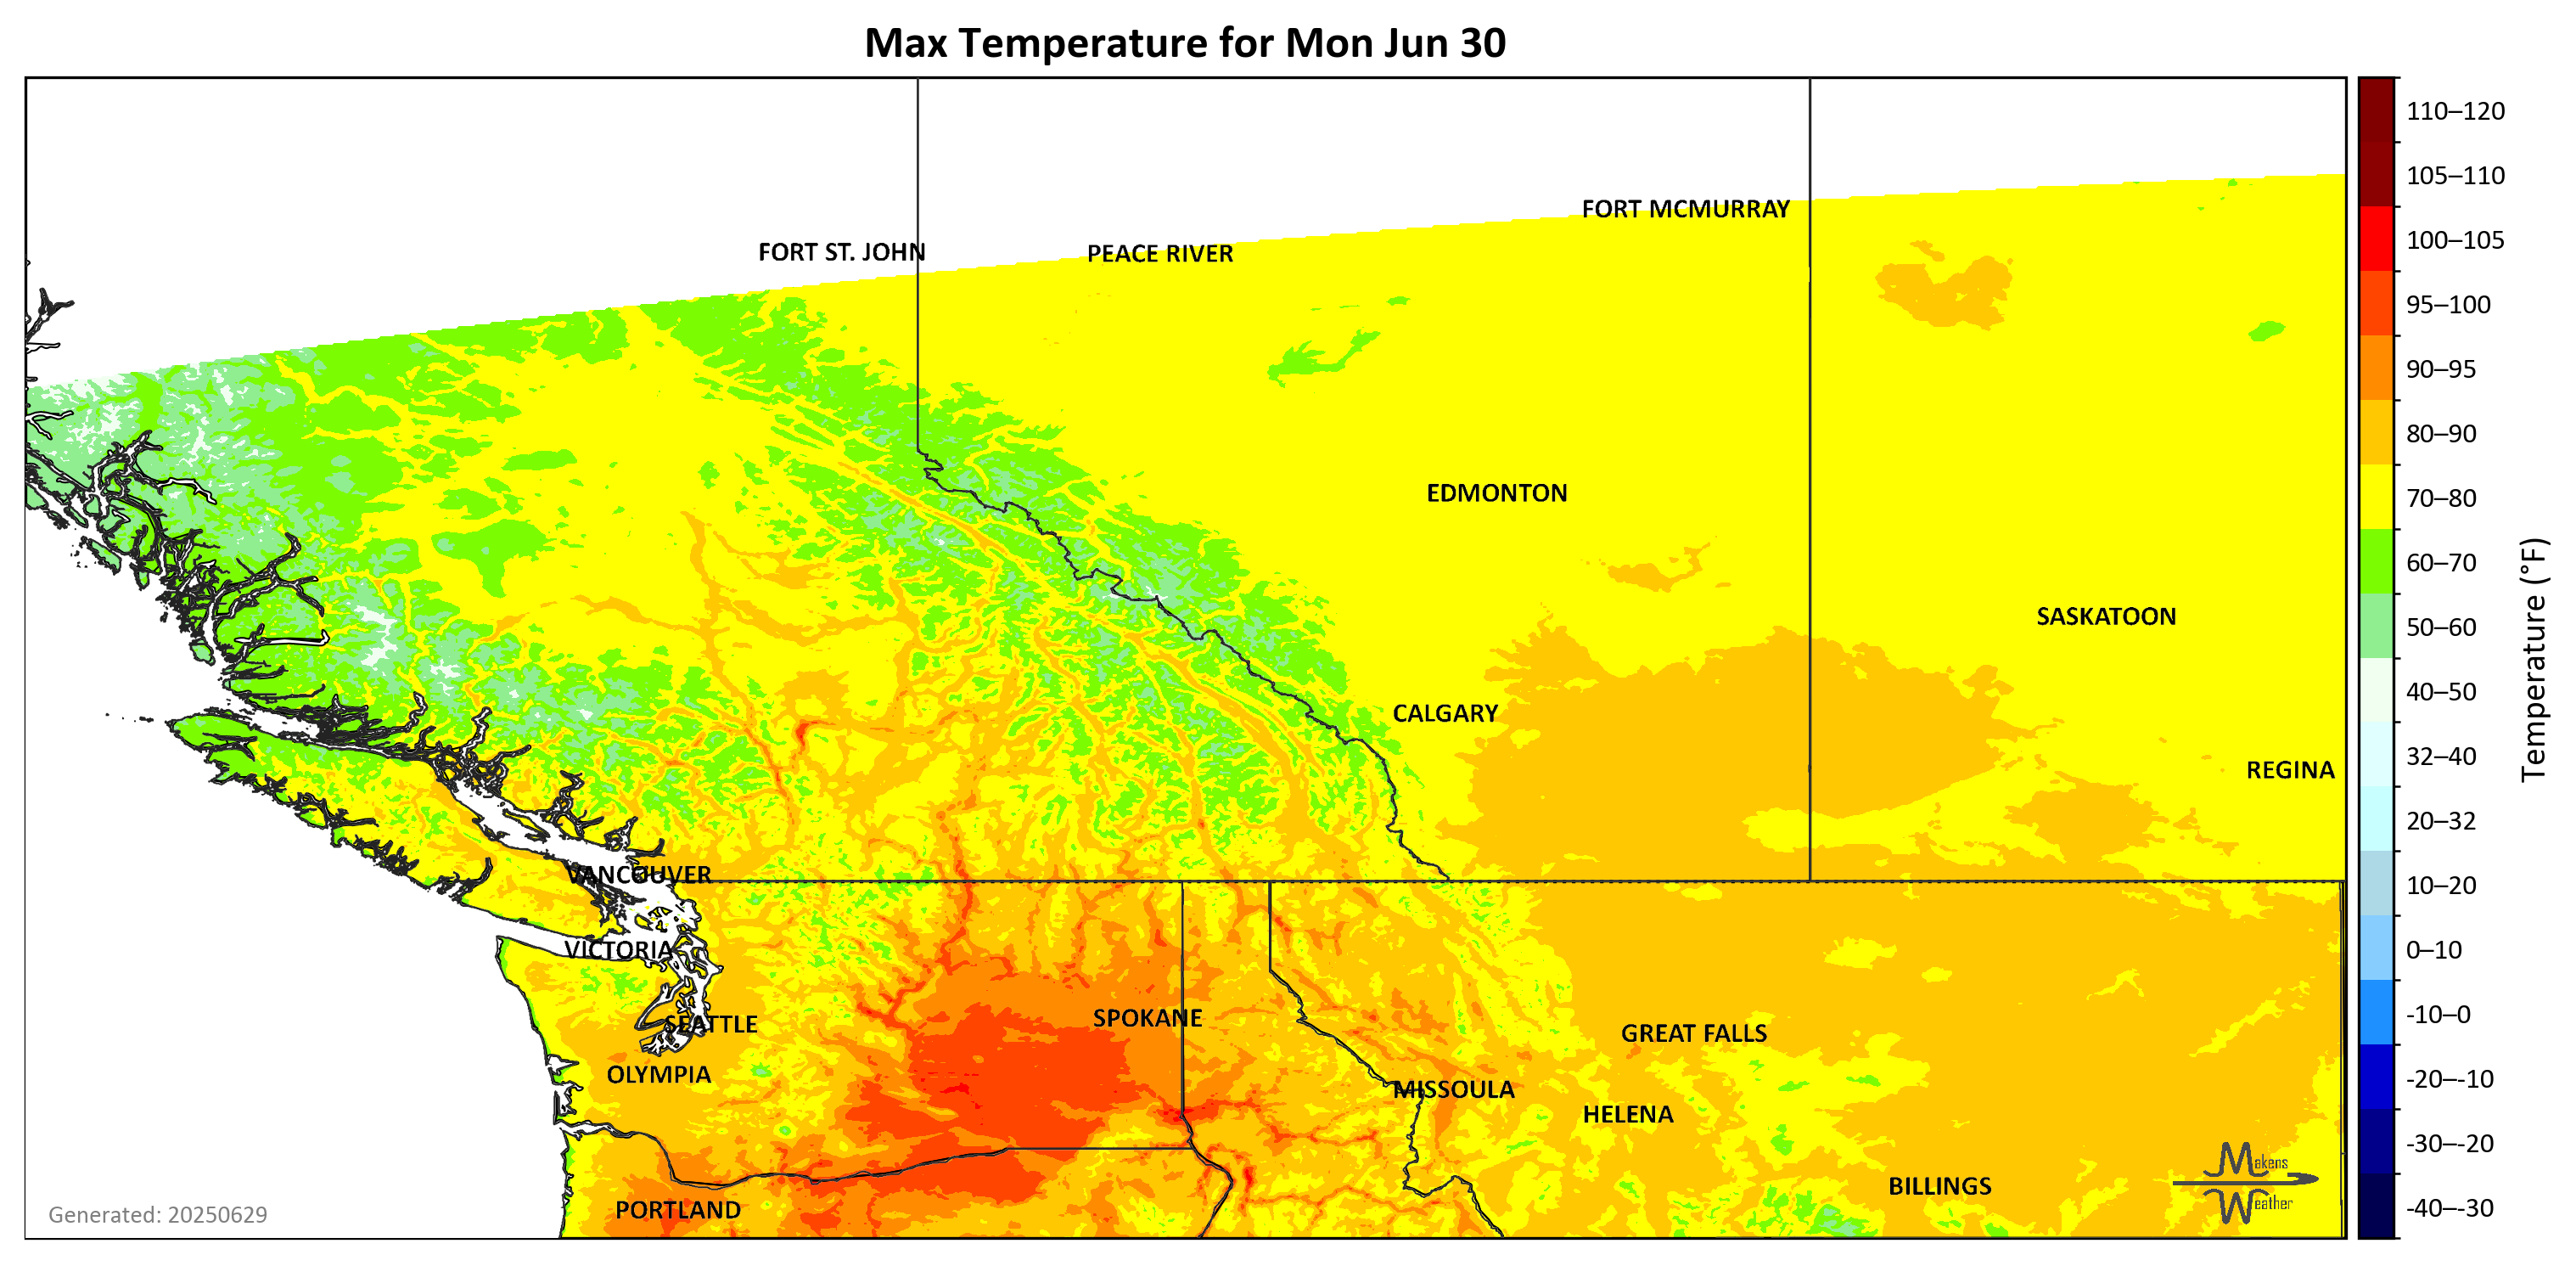 Max Temperature for Mon Jun 30
110–120
105–110
FORT MCMURRAY
100–105
FORT ST. JOHN
PEACE RIVER
95–100
90–95
80–90
EDMONTON
70–80
60–70
SASKATOON
50–60
Temperature (°F)
40–50
CALGARY
32–40
REGINA
20–32
VANCOUVER
10–20
VICTORIA
0–10
SEATTLE
SPOKANE
-10–0
GREAT FALLS
OLYMPIA
-20–-10
MISSOULA
HELENA
-30–-20
Makens
BILLINGS
Weather
PORTLAND
-40–-30
Generated: 20250629